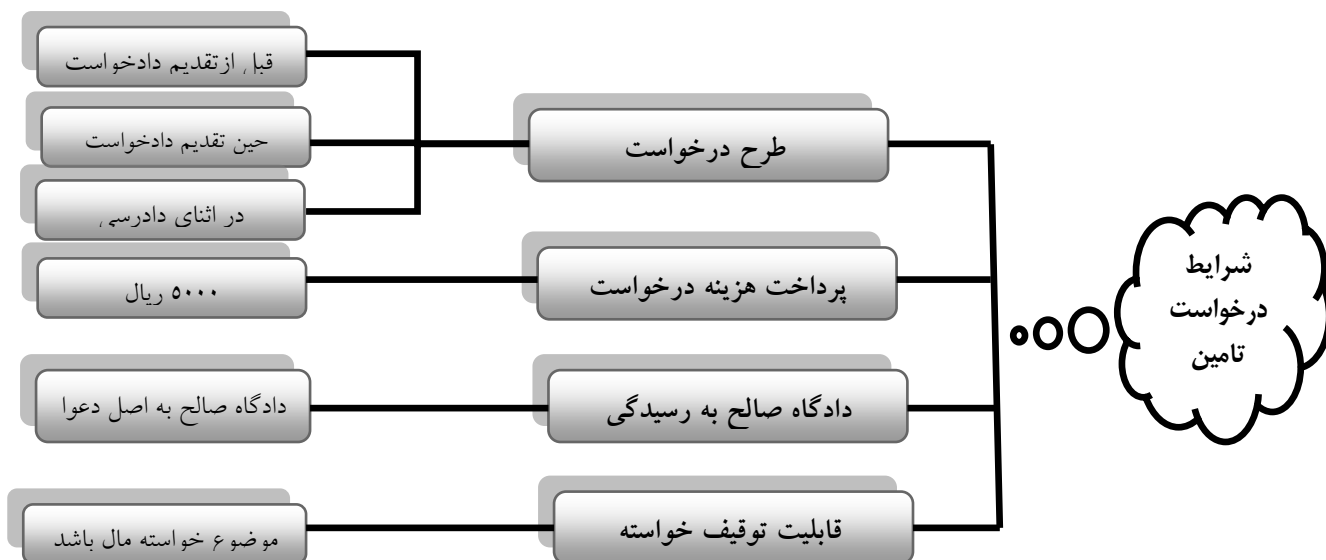 شرایط
درخواست
تامین
طرح درخواست
قبل ازتقدیم دادخواست
حین تقدیم دادخواست
در اثنای دادرسی
پرداخت هزینه درخواست
۵۰۰۰ ریال
دادگاه صالح به رسیدگی
دادگاه صالح به اصل دعوا
قابلیت توقیف خواسته
موضوع خواسته مال باشد